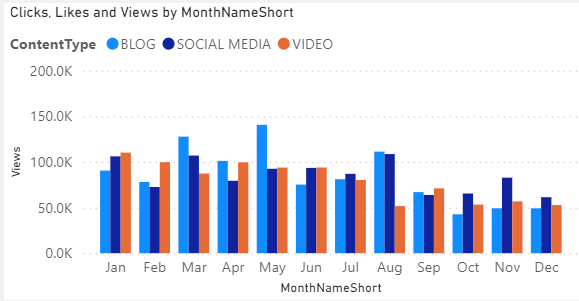 Clicks, Likes and Views by MonthNameShort
ContentType BLOG SOCIAL MEDIA VIDEO
200.0K
150.0K
100.0K
50.0K
0.0K
Views
Jan Feb Mar Apr May Jun Jul Aug Sep Oct Nov Dec
MonthNameShort